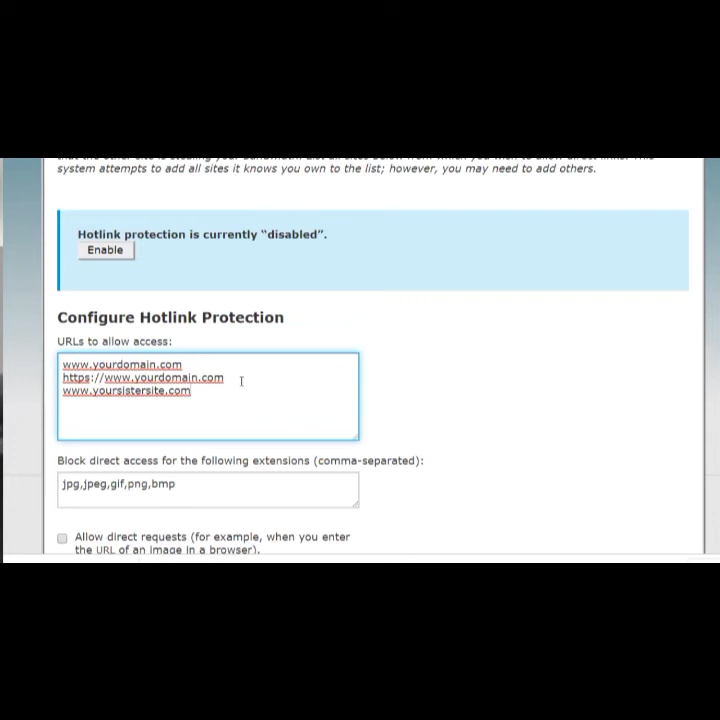 system attempts to add all sites it knows you own to the list; however, you may need to add others.
Hotlink protection is currently “disabled”.
Enable
Configure Hotlink Protection
URLs to allow access:
www.yourdomain.com
https://www.yourdomain.com
www.yoursistersite.com
Block direct access for the following extensions (comma-separated):
jpg,jpeg,gif,png,bmp
Allow direct requests (for example, when you enter
the URL of an image in a browser).